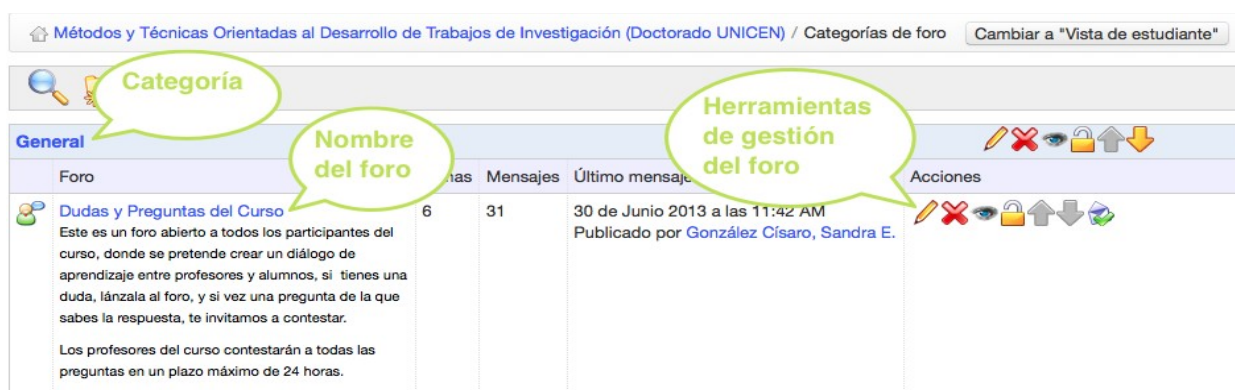 Métodos y Técnicas Orientadas al Desarrollo de Trabajos de Investigación (Doctorado UNICEN) / Categorías de foro
Cambiar a "Vista de estudiante"
Categoría
Herramientas
de gestión
del foro
General
Nombre
del foro
Foro
Mensajes
Último
Acciones
Dudas y Preguntas del Curso
6
31
30 de Junio 2013 a las 11:42 AM
Publicado por González Císaro, Sandra E.
Este es un foro abierto a todos los participantes del
curso, donde se pretende crear un diálogo de
aprendizaje entre profesores y alumnos, si tienes una
duda, lánzala al foro, y si vez una pregunta de la que
sabes la respuesta, te invitamos a contestar.
Los profesores del curso contestarán a todas las
preguntas en un plazo máximo de 24 horas.